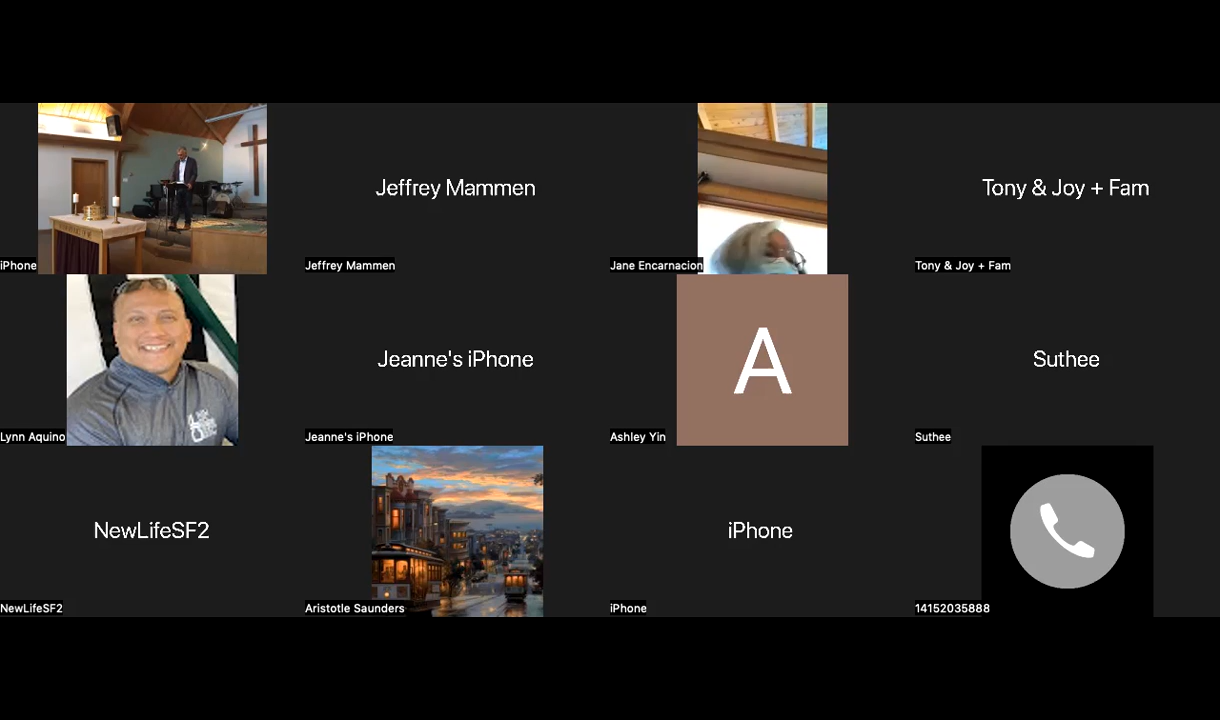 Jeffrey Mammen
Tony & Joy + Fam
iPhone
Jeffrey Mammen
Jane Encarnacion
Tony & Joy + Fam
Jeanne's iPhone
A
Suthee
Lynn Aquino
Jeanne's iPhone
Ashley Yin
Suthee
NewLifeSF2
iPhone
NewLifeSF2
Aristotle Saunders
iPhone
14152035888